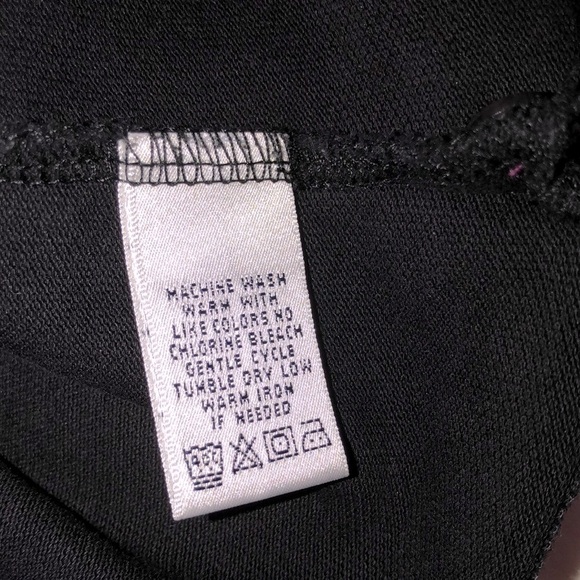 MACHINE WASH
WARM WITH
LIKE COLORS NO
CHLORINE BLEACH
GENTLE CYCLE
TUMBLE DRY LOW
WARM IRON
IF NEEDED